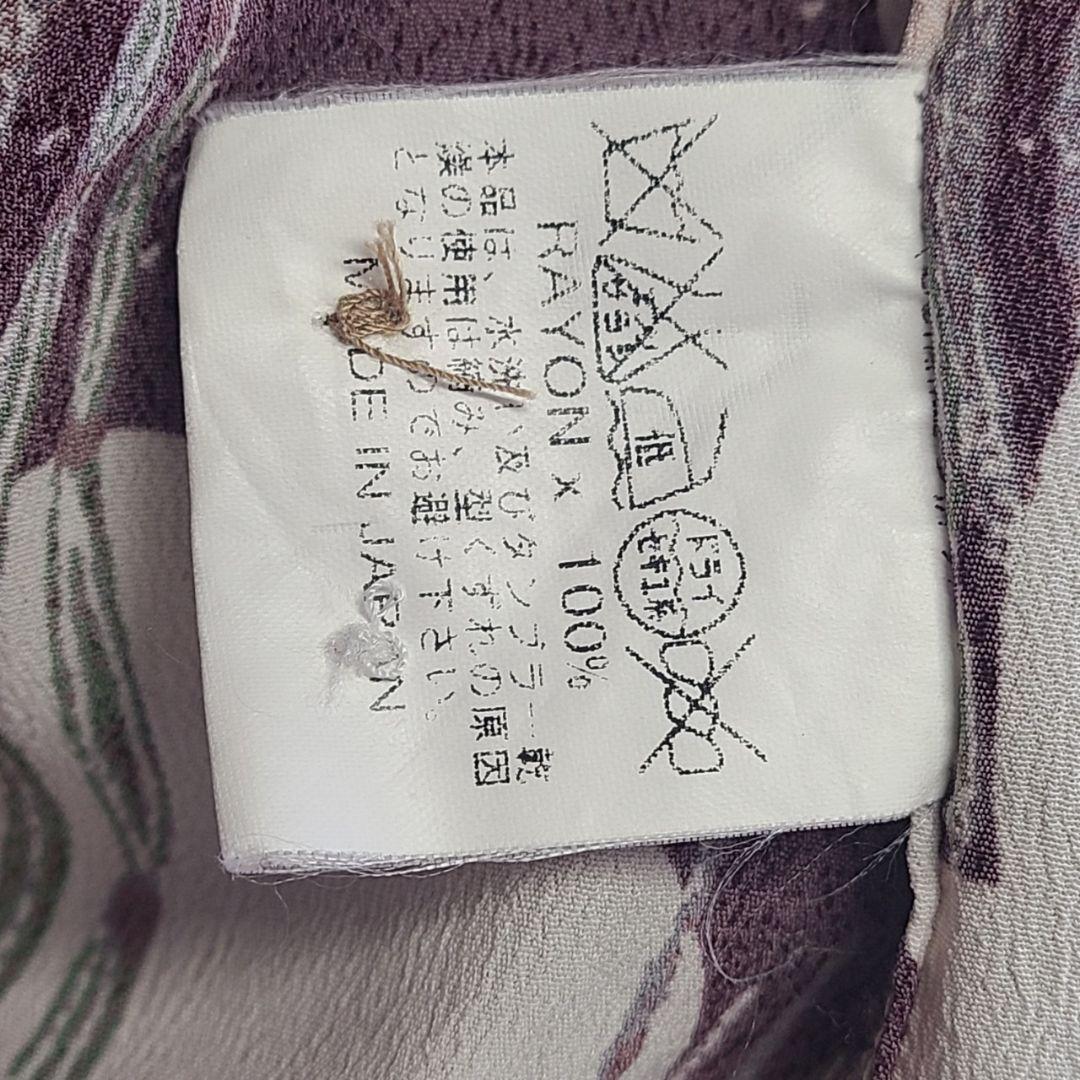 低
ドライ
セキユ系
RAYON x 100%
本品は、水洗い及びタンブラー乾
燥の使用は縮み、型くずれの原因
となりますのでお避け下さい。
MADE IN JAPAN